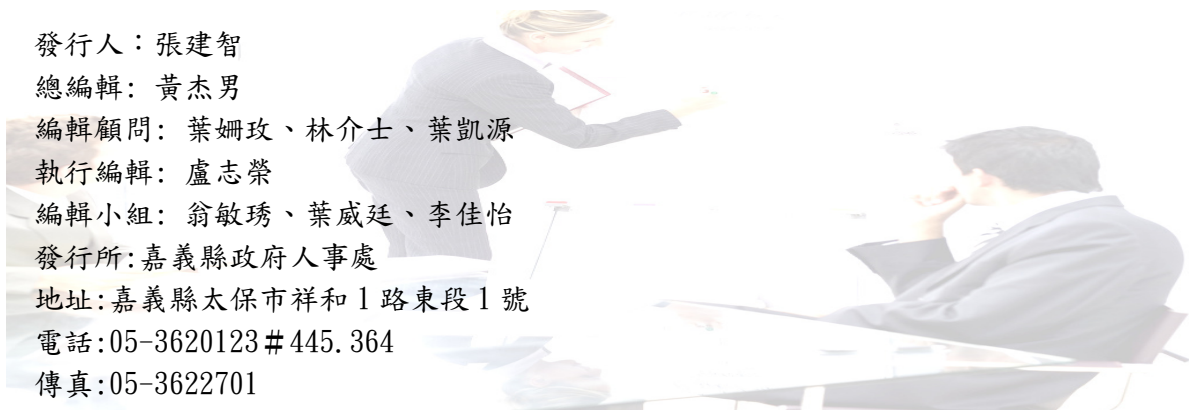 發行人：張建智
總編輯: 黃杰男
編輯顧問: 葉姍玫、林介士、葉凱源
執行編輯: 盧志榮
編輯小組: 翁敏琇、葉威廷、李佳怡
發行所:嘉義縣政府人事處
地址:嘉義縣太保市祥和1路東段1號
電話:05-3620123＃445.364
傳真:05-3622701